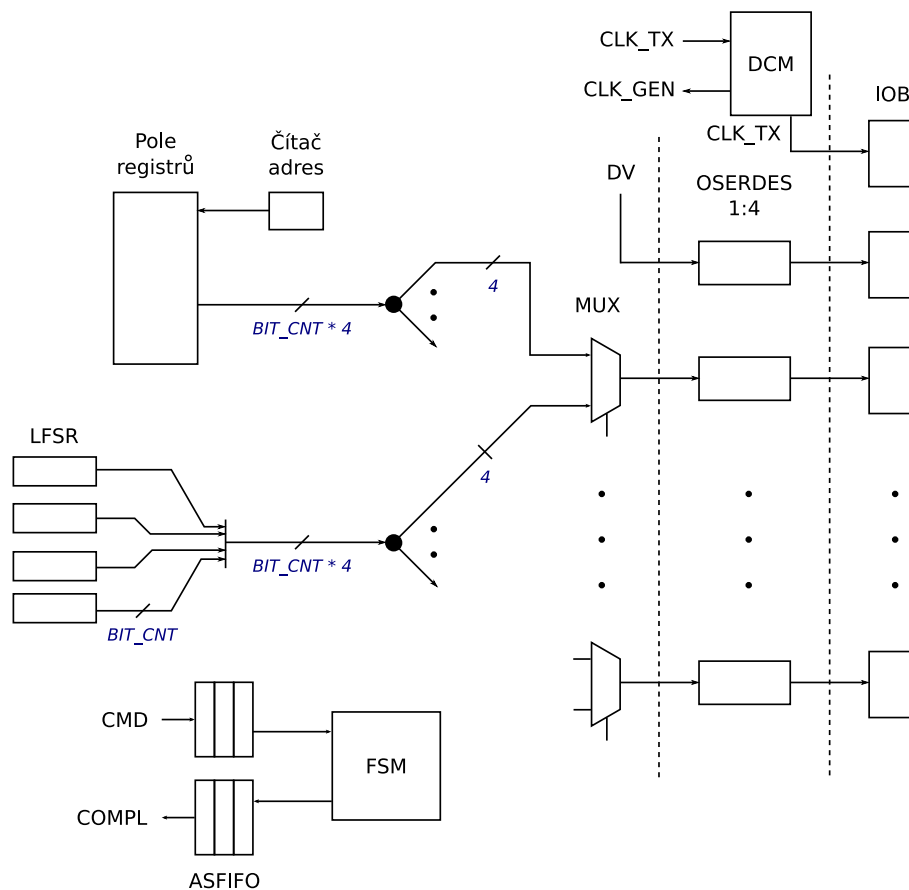 CLK_TX
DCM
CLK_GEN
IOB
CLK_TX
Pole
registrů
Čítač
adres
DV
OSERDES
1:4
4
BIT_CNT * 4
MUX
LFSR
4
BIT_CNT * 4
BIT_CNT
CMD
FSM
COMPL
ASFIFO